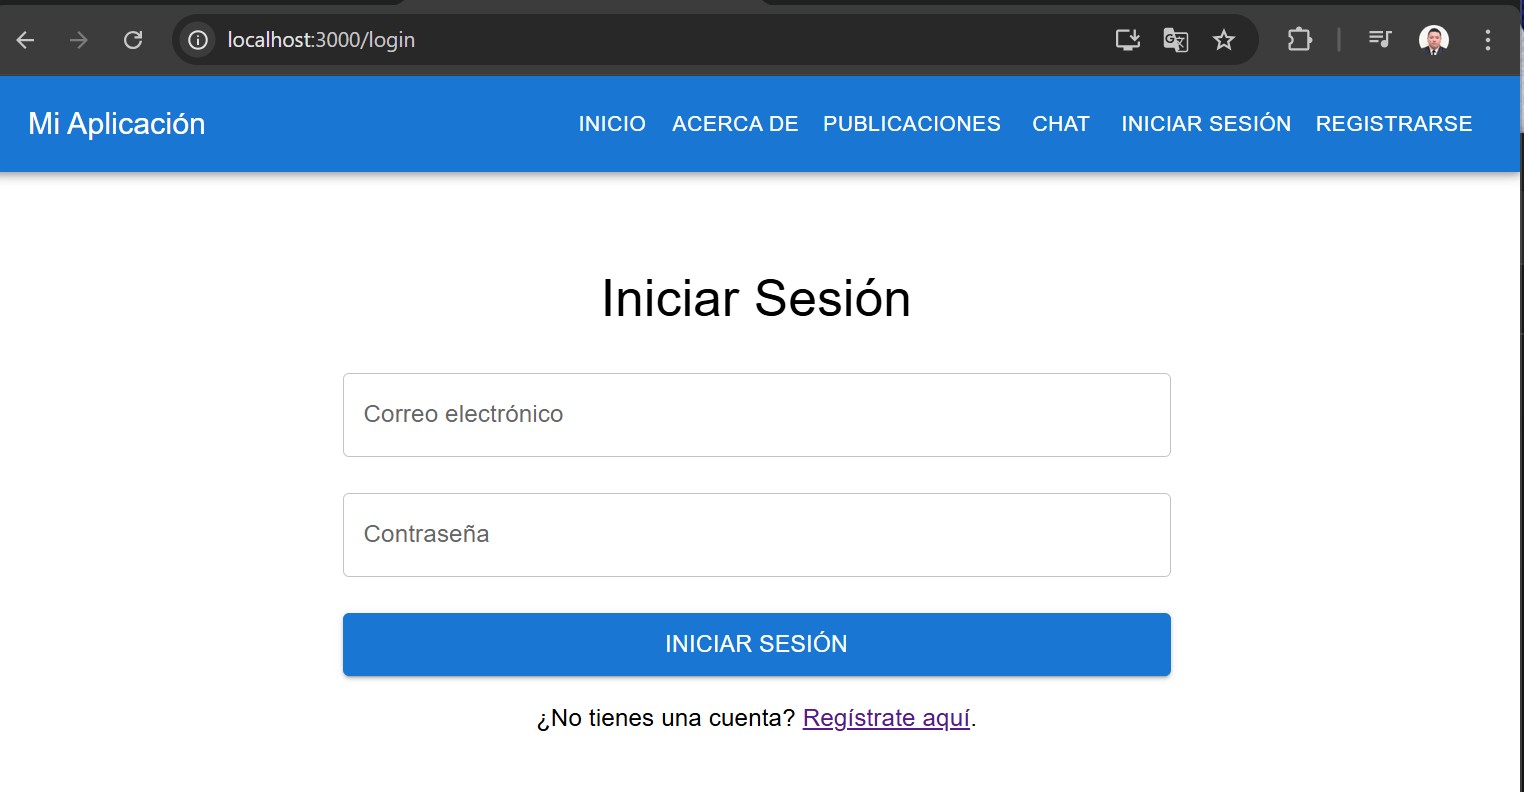 localhost:3000/login
Mi Aplicación INICIO ACERCA DE PUBLICACIONES CHAT INICIAR SESIÓN REGISTRARSE
Iniciar Sesión
Correo electrónico
Contraseña
INICIAR SESIÓN
¿No tienes una cuenta? Regístrate aquí.